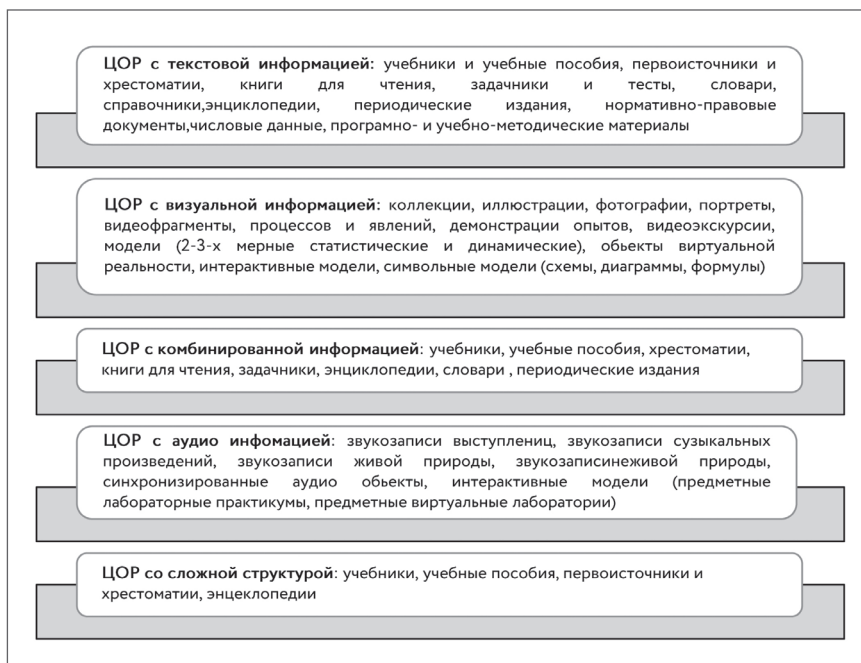 ЦОР с текстовой информацией: учебники и учебные пособия, первоисточники и
хрестоматии, книги для чтения, задачники и тесты, словари,
справочники,энциклопедии, периодические издания, нормативно-правовые
документы,числовые данные, програмно- и учебно-методические материалы
ЦОР с визуальной информацией: коллекции, иллюстрации, фотографии, портреты,
видеофрагменты, процессов и явлений, демонстрации опытов, видеоэкскурсии,
модели (2-3-х мерные статистические и динамические), обьекты виртуальной
реальности, интерактивные модели, символьные модели (схемы, диаграммы, формулы)
ЦОР с комбинированной информацией: учебники, учебные пособия, хрестоматии,
книги для чтения, задачники, энциклопедии, словари , периодические издания
ЦОР с аудио инфомацией: звукозаписи выступлениц, звукозаписи сузыкальных
произведений, звукозаписи живой природы, звукозаписинеживой природы,
синхронизированные аудио обьекты, интерактивные модели (предметные
лабораторные практикумы, предметные виртуальные лаборатории)
ЦОР со сложной структурой: учебники, учебные пособия, первоисточники и
хрестоматии, энцеклопедии